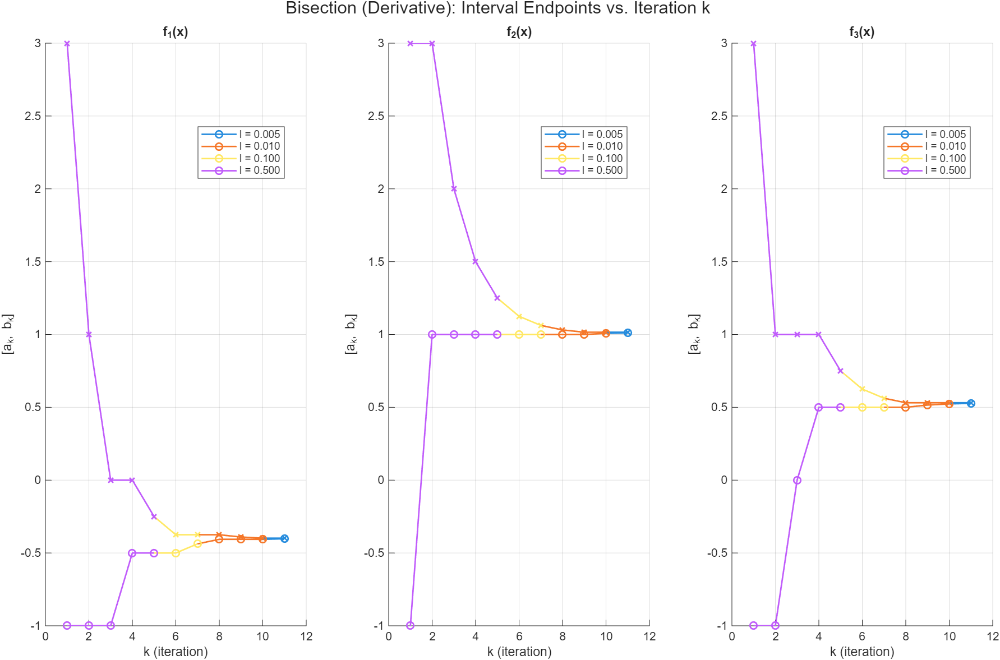 Bisection (Derivative): Interval Endpoints vs. Iteration k
f₁(x)
3
2.5
2
1.5
1
0.5
0
-0.5
-1
[aₖ, bₖ]
0 2 4 6 8 10 12
k (iteration)
l = 0.005
l = 0.010
l = 0.100
l = 0.500
f₂(x)
3
2.5
2
1.5
1
0.5
0
-0.5
-1
[aₖ, bₖ]
0 2 4 6 8 10 12
k (iteration)
l = 0.005
l = 0.010
l = 0.100
l = 0.500
f₃(x)
3
2.5
2
1.5
1
0.5
0
-0.5
-1
[aₖ, bₖ]
0 2 4 6 8 10 12
k (iteration)
l = 0.005
l = 0.010
l = 0.100
l = 0.500